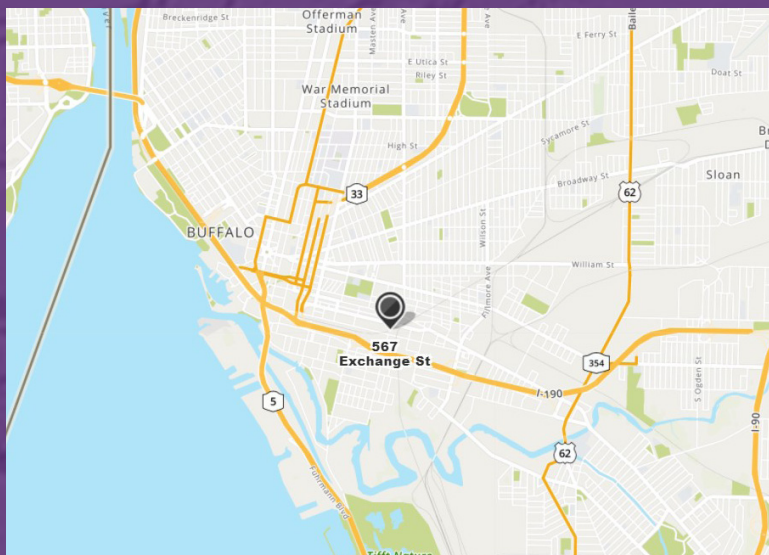 Breckenridge St
Offerman
Stadium
Masten Ave
E Ferry St
E Utica St
Riley St
Doat St
War Memorial
Stadium
Sycamore St
High St
33
Broadway St
Sloan
62
Wilson St
BUFFALO
William St
Fillmore Ave
567
Exchange St
354
I-190
S Ogden St
5
I-90
62
Fuhrmann Blvd